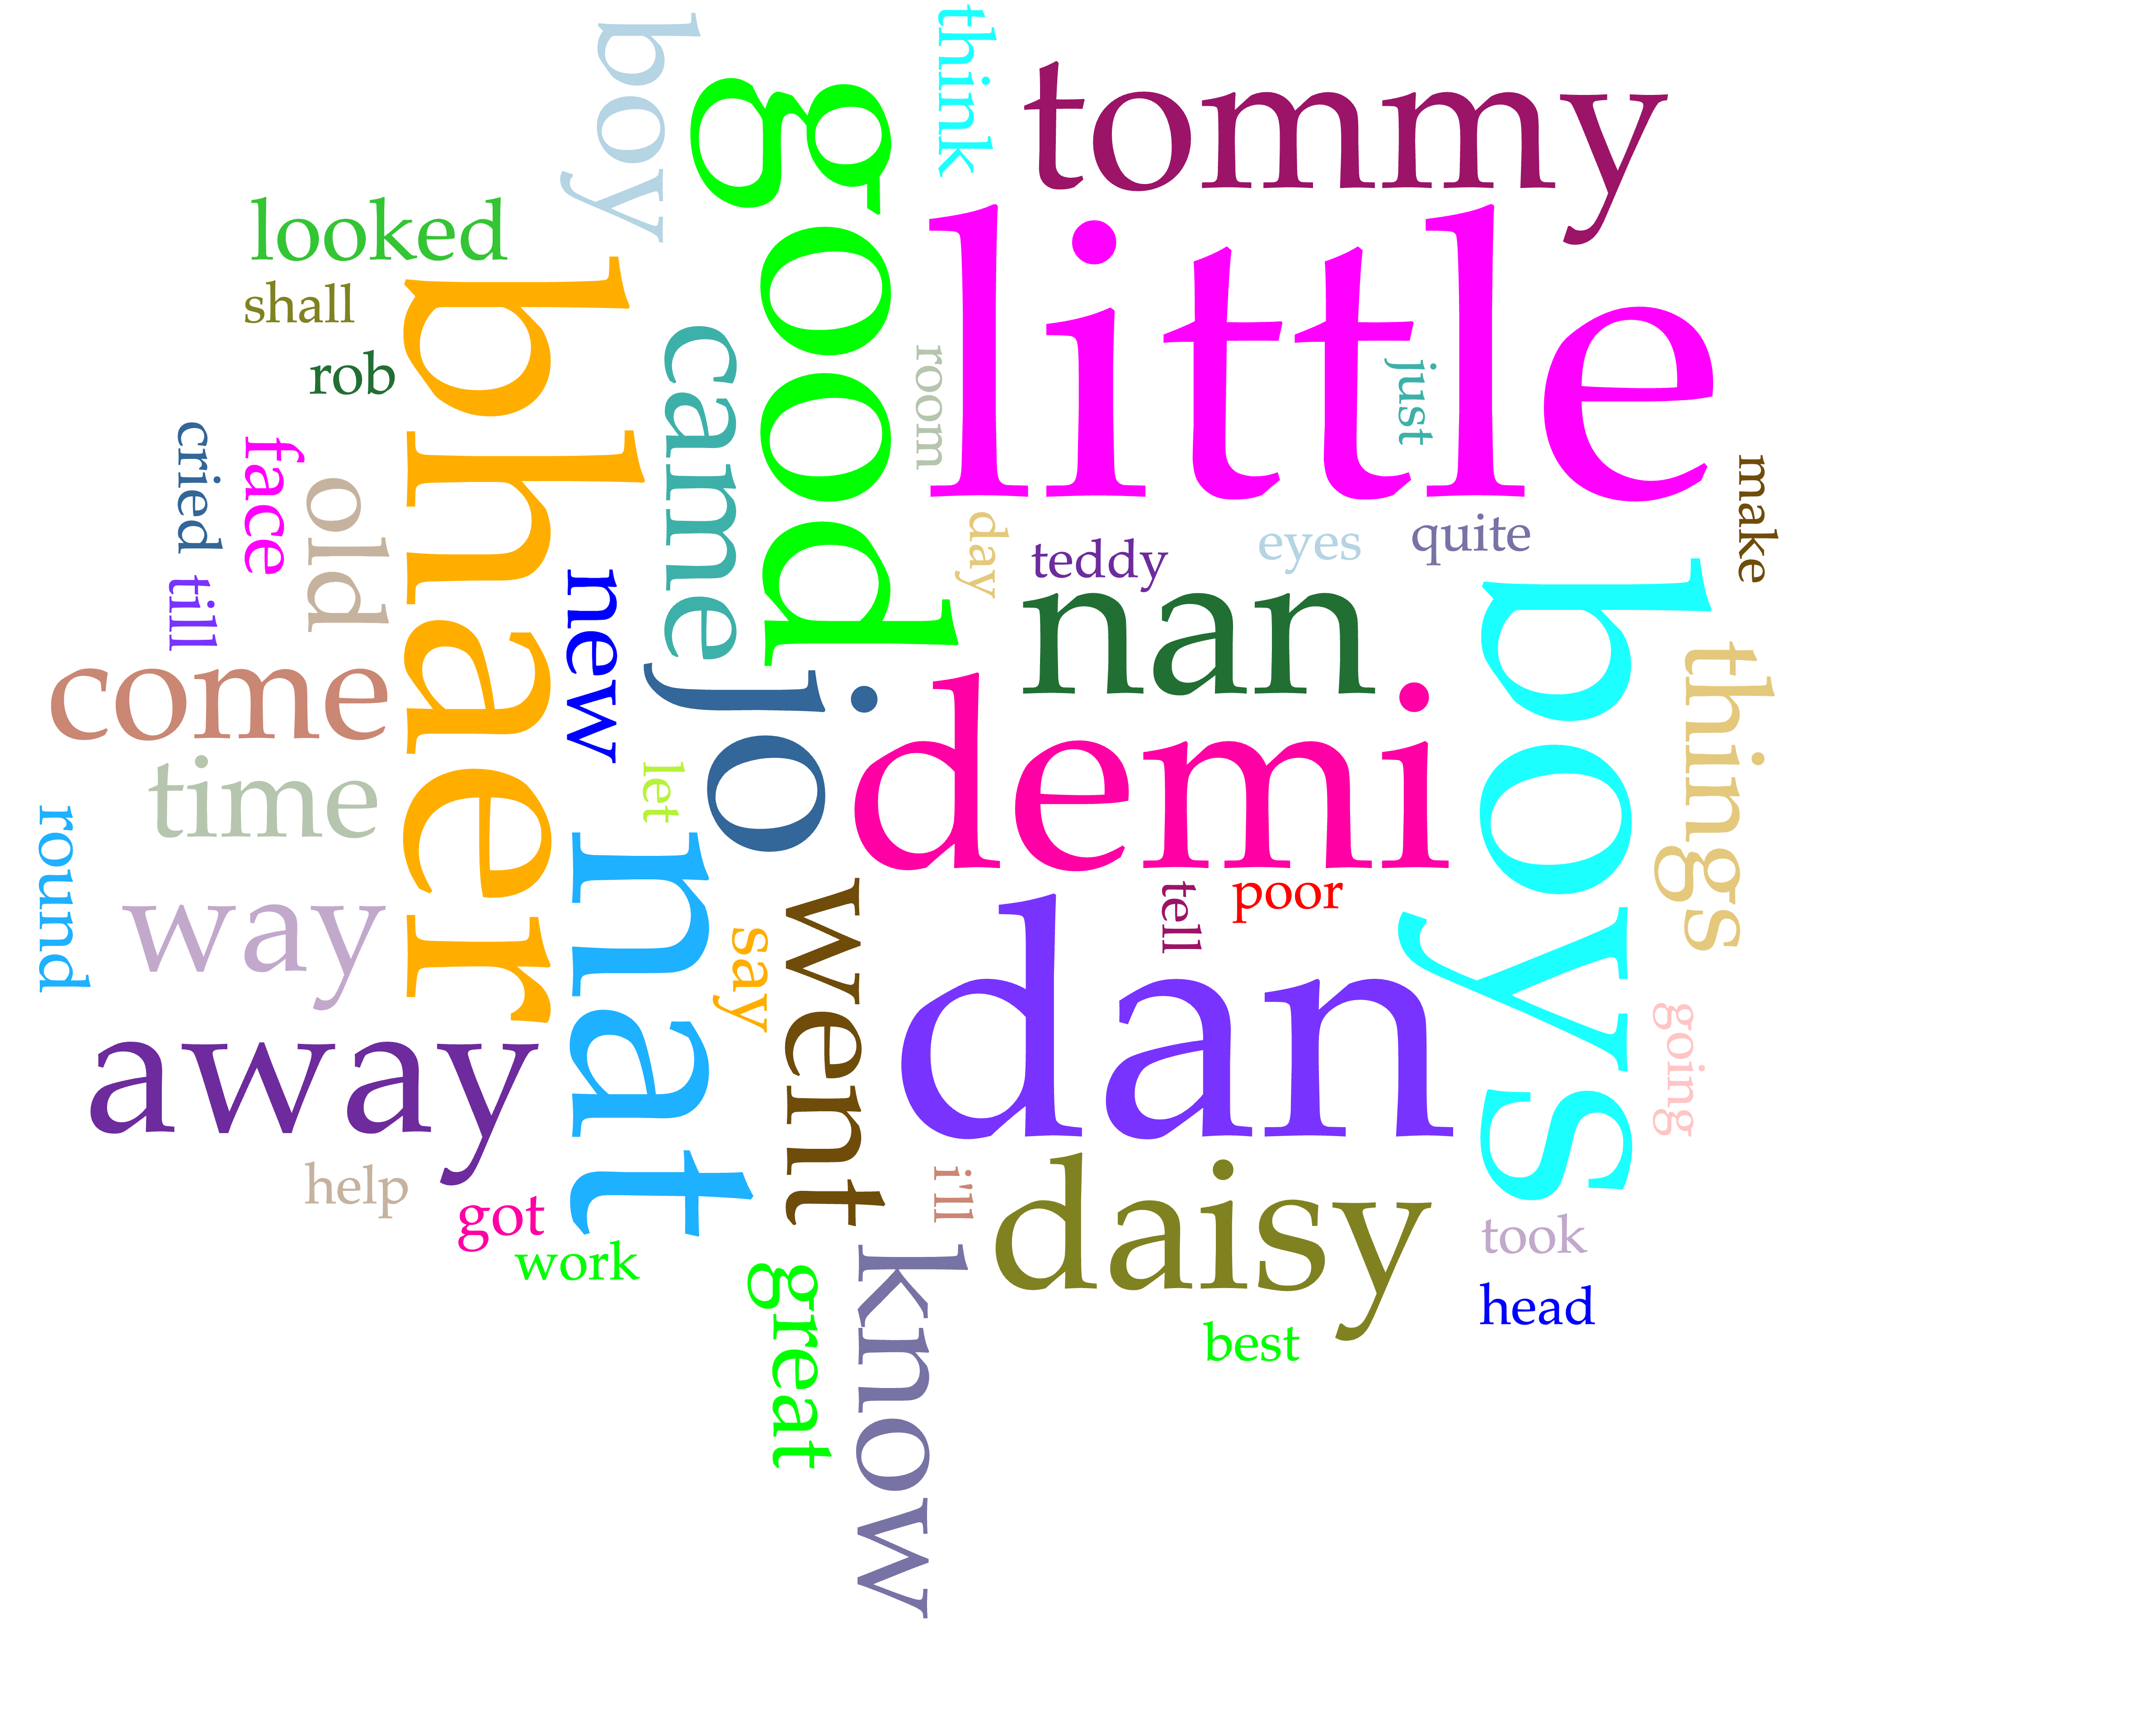 boy
think
tommy
good
little
looked
shall
rob
bhaer
came
room
just
cried
face
old
make
day
teddy
eyes
quite
till
new
nan
boys
things
come
jo
demi
time
let
round
nat
way
say
went
tell
poor
dan
going
away
help
got
work
i'll
daisy
took
great
know
head
best